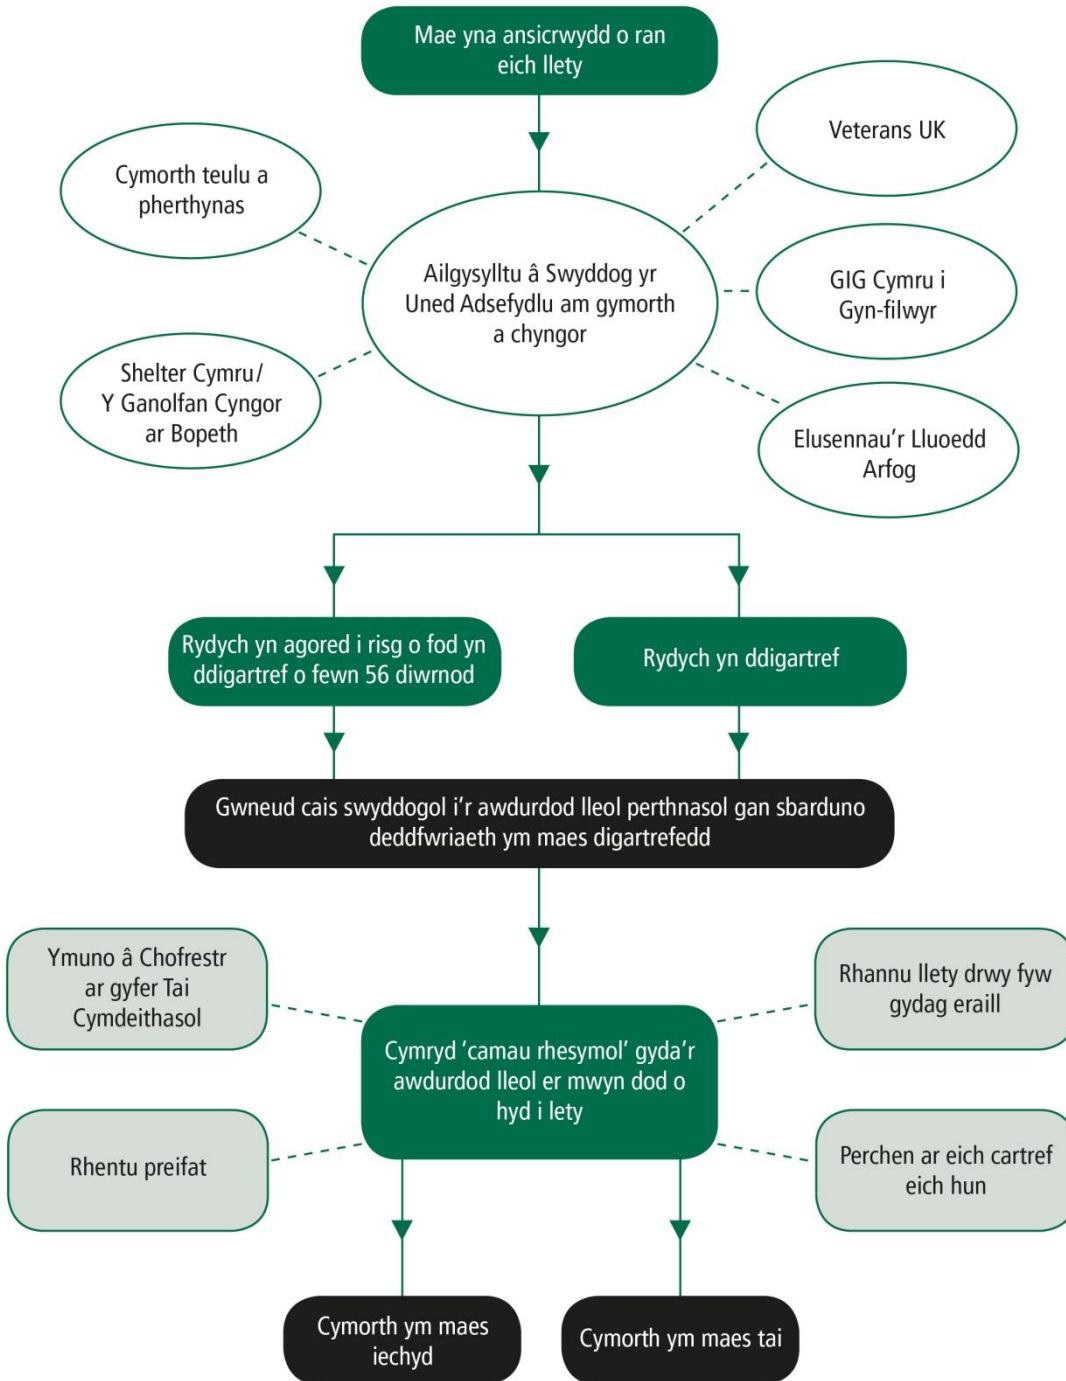 Mae yna ansicrwydd o ran
eich llety
Veterans UK
Cymorth teulu a
pherthynas
Ailgysylltu â Swyddog yr
Uned Adsefydlu am gymorth
a chyngor
GIG Cymru i
Gyn-filwyr
Shelter Cymru/
Y Ganolfan Cyngor
ar Bopeth
Elusennau'r Lluoedd
Arfog
Rydych yn agored i risg o fod yn
ddigartref o fewn 56 diwrnod
Rydych yn ddigartref
Gwneud cais swyddogol i'r awdurdod lleol perthnasol gan sbarduno
deddfwriaeth ym maes digartrefedd
Ymuno â Chofrestr
ar gyfer Tai
Cymdeithasol
Rhannu llety drwy fyw
gydag eraill
Cymryd 'camau rhesymol' gyda'r
awdurdod lleol er mwyn dod o
hyd i lety
Rhentu preifat
Perchen ar eich cartref
eich hun
Cymorth ym maes
iechyd
Cymorth ym maes tai